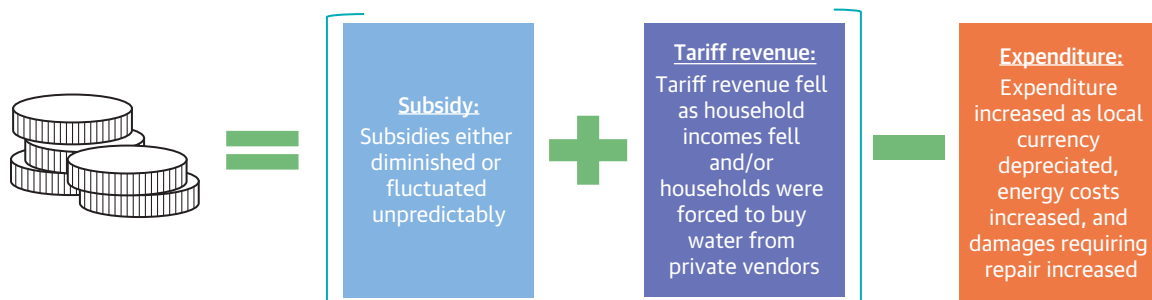 Subsidy:
Subsidies either
diminished or
fluctuated
unpredictably
Tariff revenue:
Tariff revenue fell
as household
incomes fell
and/or
households were
forced to buy
water from
private vendors
Expenditure:
Expenditure
increased as local
currency
depreciated,
energy costs
increased, and
damages requiring
repair increased